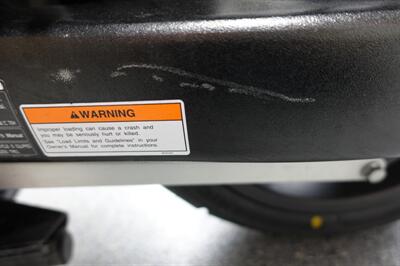 WARNING
Improper loading can cause a crash and
you may be seriously hurt or killed.
See "Load Limits and Guidelines" in your
Owner's Manual for complete instructions.